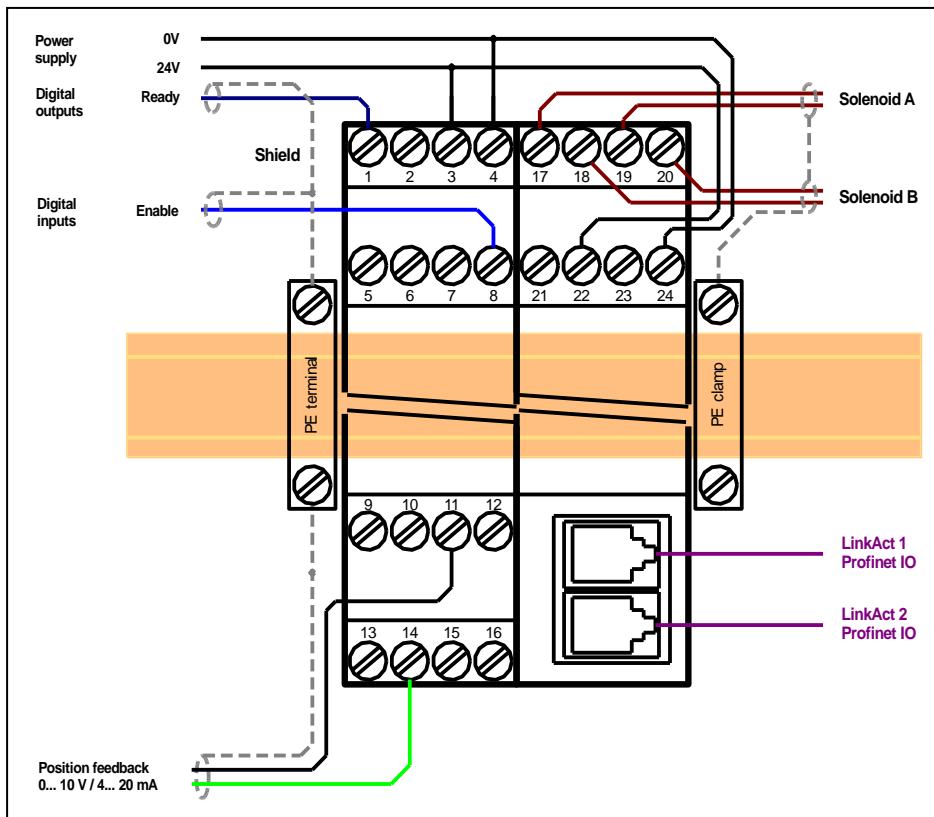 Power
supply
0V
24V
Digital
outputs
Ready
Solenoid A
Shield
1 2 3 4 17 18 19 20
Digital
inputs
Enable
Solenoid B
5 6 7 8 21 22 23 24
PE terminal
PE clamp
9 10 11 12
LinkAct 1
Profinet IO
LinkAct 2
Profinet IO
13 14 15 16
Position feedback
0... 10 V / 4... 20 mA